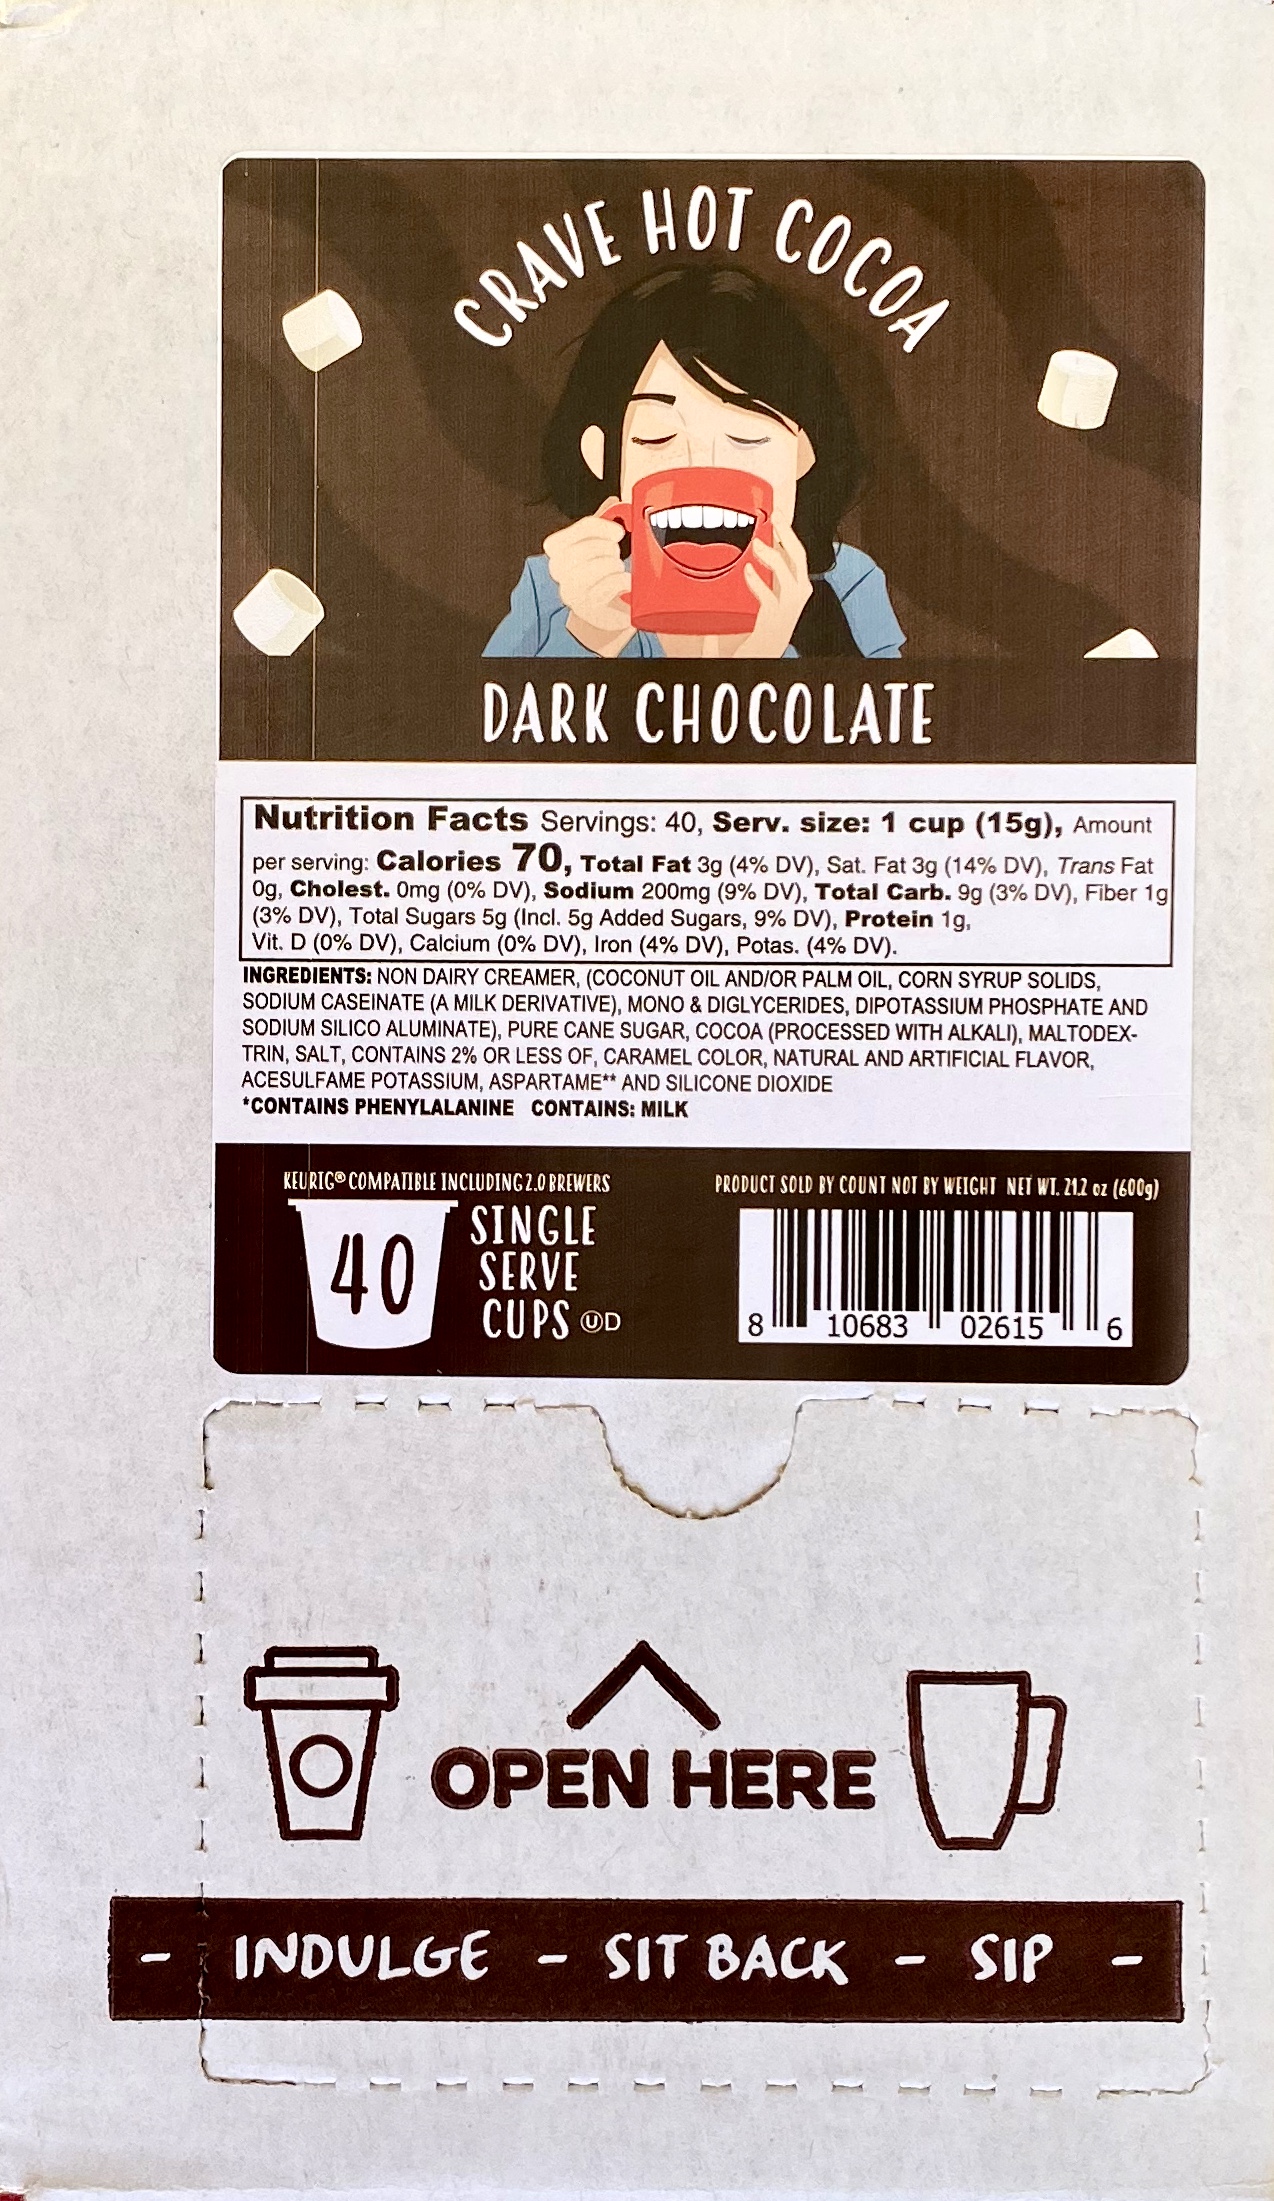 CRAVE HOT COCOA
DARK CHOCOLATE
Nutrition Facts Servings: 40, Serv. size: 1 cup (15g), Amount
per serving: Calories 70, Total Fat 3g (4% DV), Sat. Fat 3g (14% DV), Trans Fat
0g, Cholest. 0mg (0% DV), Sodium 200mg (9% DV), Total Carb. 9g (3% DV), Fiber 1g
(3% DV), Total Sugars 5g (Incl. 5g Added Sugars, 9% DV), Protein 1g,
Vit. D (0% DV), Calcium (0% DV), Iron (4% DV), Potas. (4% DV).
INGREDIENTS: NON DAIRY CREAMER, (COCONUT OIL AND/OR PALM OIL, CORN SYRUP SOLIDS,
SODIUM CASEINATE (A MILK DERIVATIVE), MONO & DIGLYCERIDES, DIPOTASSIUM PHOSPHATE AND
SODIUM SILICO ALUMINATE), PURE CANE SUGAR, COCOA (PROCESSED WITH ALKALI), MALTODEX-
TRIN, SALT, CONTAINS 2% OR LESS OF, CARAMEL COLOR, NATURAL AND ARTIFICIAL FLAVOR,
ACESULFAME POTASSIUM, ASPARTAME** AND SILICONE DIOXIDE
*CONTAINS PHENYLALANINE CONTAINS: MILK
KEURIG® COMPATIBLE INCLUDING 2.0 BREWERS
40
SINGLE
SERVE
CUPS ⓊD
PRODUCT SOLD BY COUNT NOT BY WEIGHT NET WT. 21.2 oz (600g)
8 10683 02615 6
OPEN HERE
- INDULGE - SIT BACK - SIP -